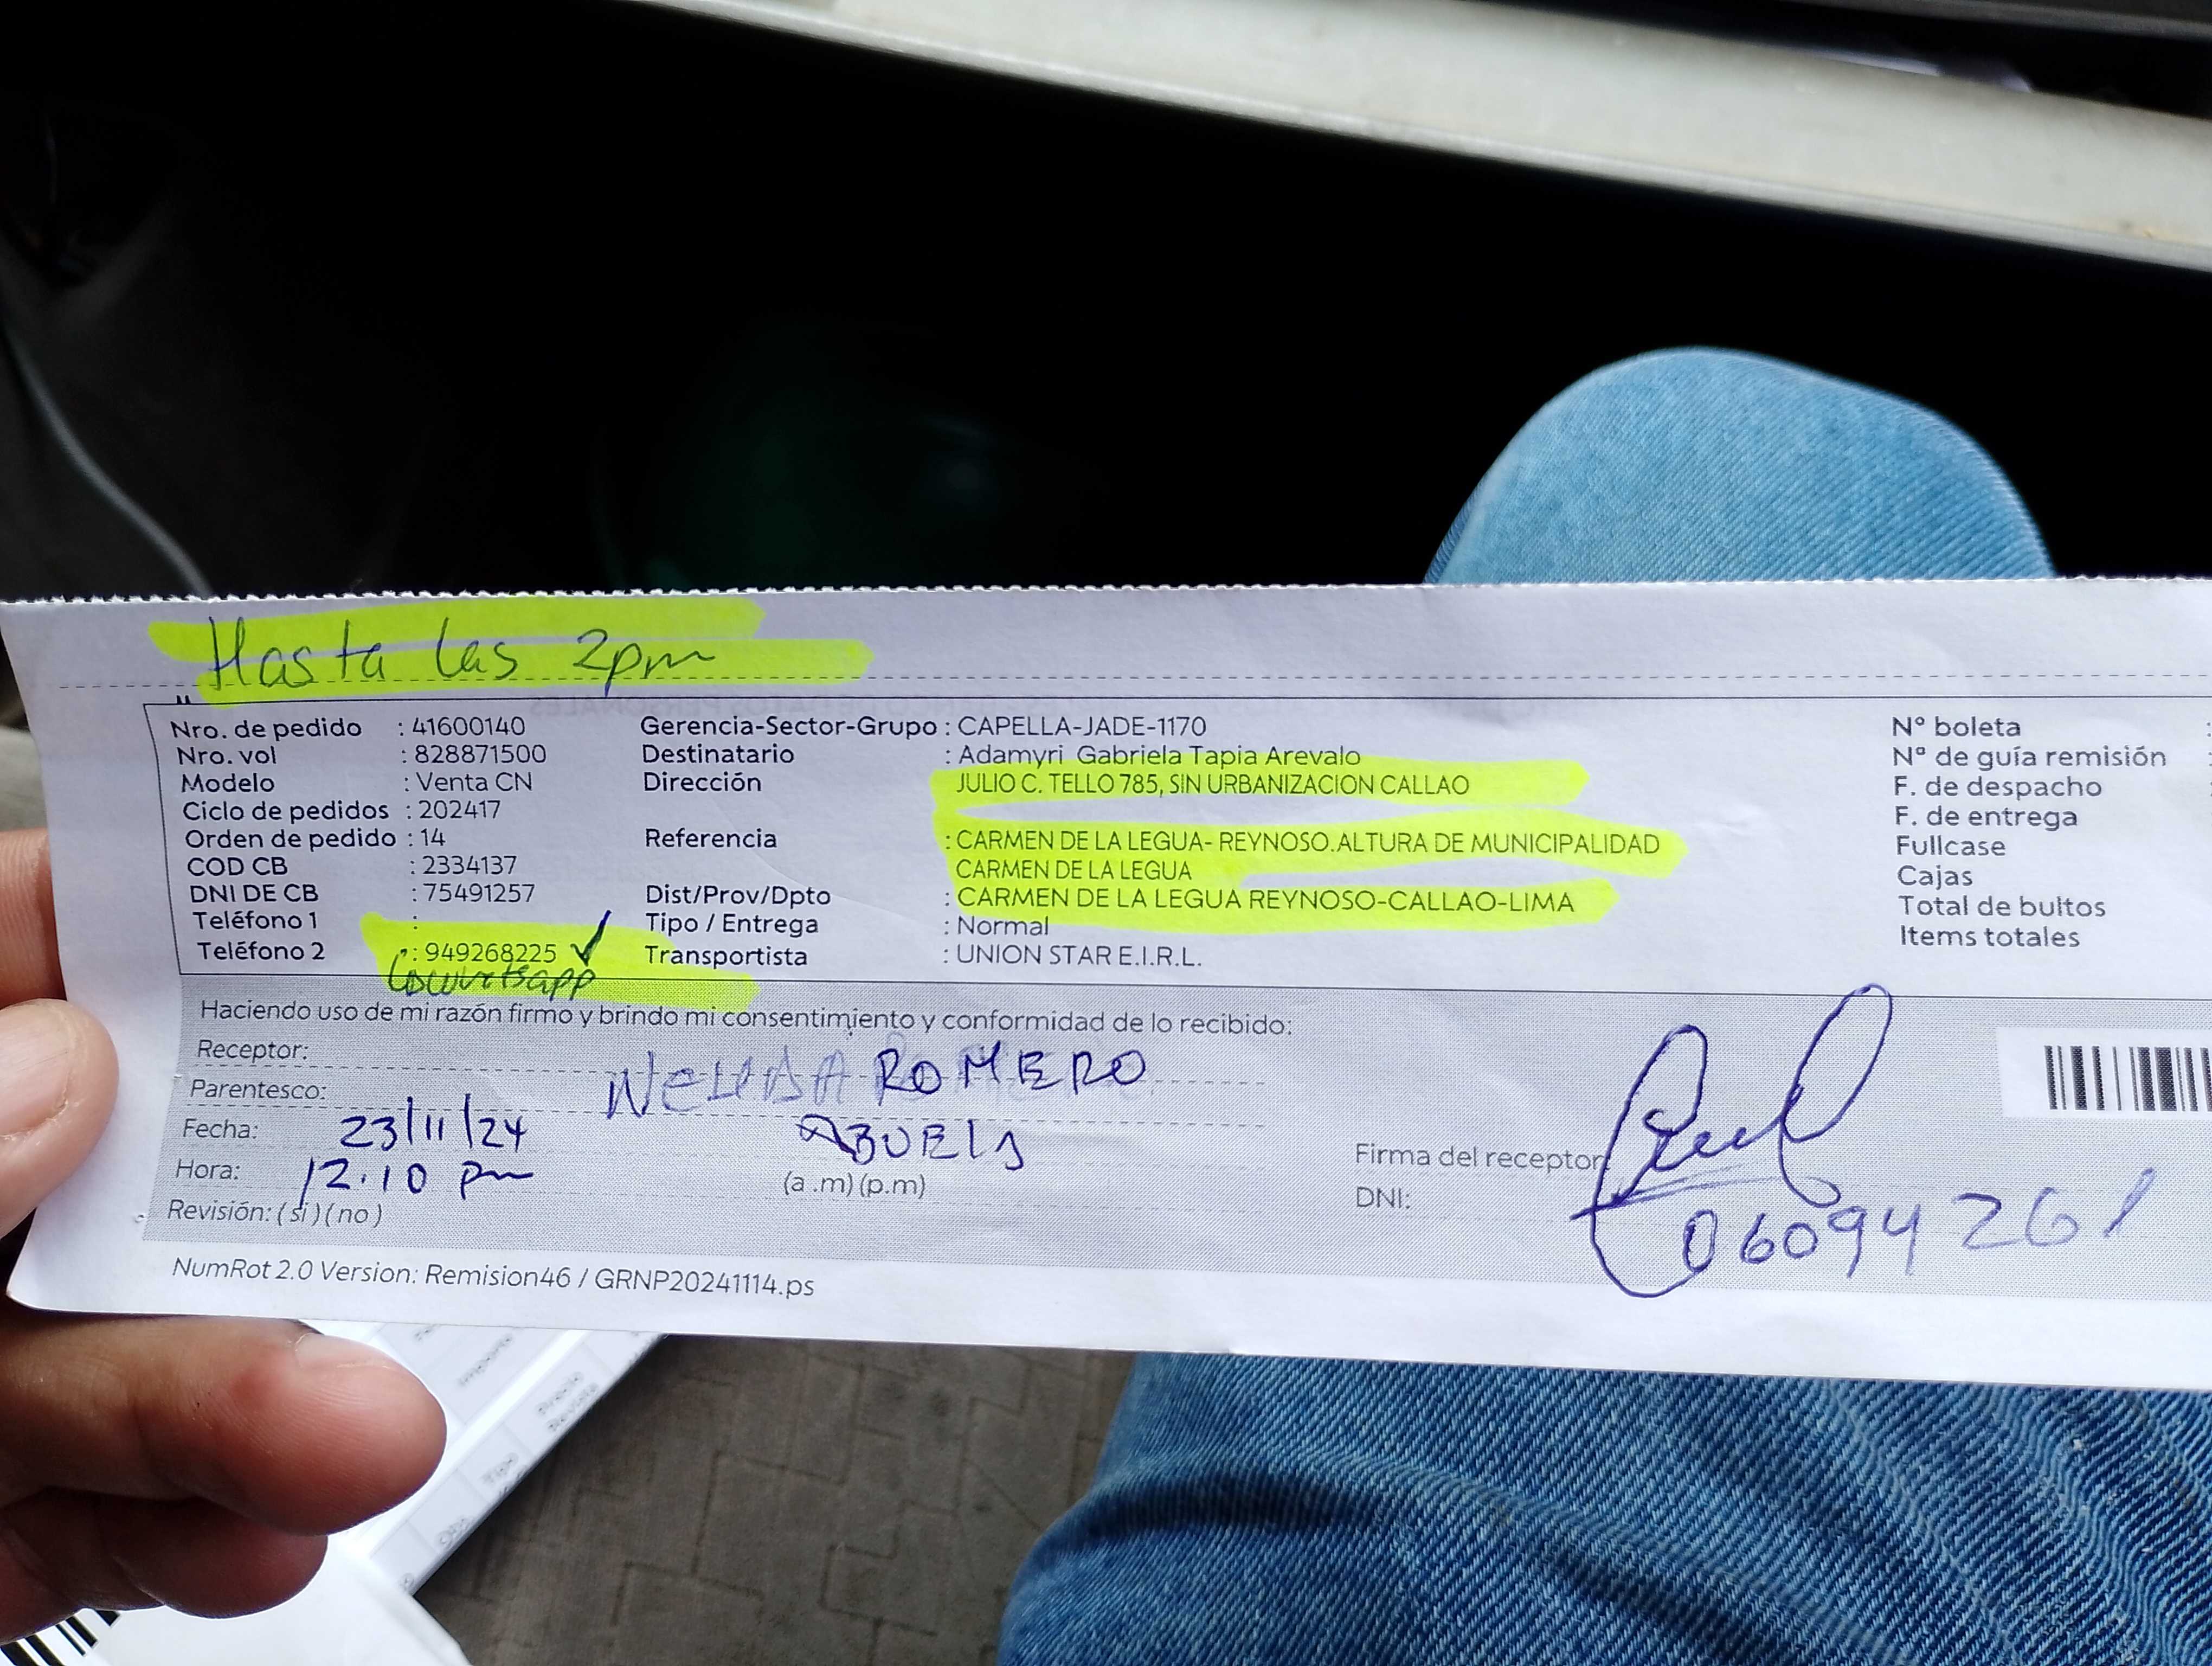 Hasta las 2pm
Nro. de pedido : 41600140 Gerencia-Sector-Grupo : CAPELLA-JADE-1170 N° boleta :
Nro. vol : 828871500 Destinatario : Adamyri Gabriela Tapia Arevalo Nª de guía remisión :
Modelo : Venta CN Dirección JULIO C. TELLO 785, SiN URBANIZACION CALLAO F. de despacho :
Ciclo de pedidos : 202417 F. de entrega
Orden de pedido : 14 Referencia : CARMEN DE LA LEGUA- REYNOSO.ALTURA DE MUNICIPALIDAD Fullcase
COD CB : 2334137 CARMEN DE LA LEGUA Cajas
DNI DE CB : 75491257 Dist/Prov/Dpto : CARMEN DE LA LEGUA REYNOSO-CALLAO-LIMA Total de bultos
Teléfono 1 : Tipo / Entrega : Normal Items totales
Teléfono 2 : 949268225 ✓ Transportista : UNION STAR E.I.R.L.
Haciendo uso de mi razón firmo y brindo mi consentimiento y conformidad de lo recibido:
Receptor: ROMERO
Parentesco: ABUELA
Fecha: 23/11/24
Hora: 12.10 pm (a .m) (p.m)
Firma del receptor:
DNI: 06094261
Revisión: ( si ) ( no )
NumRot 2.0 Version: Remision46 / GRNP20241114.ps